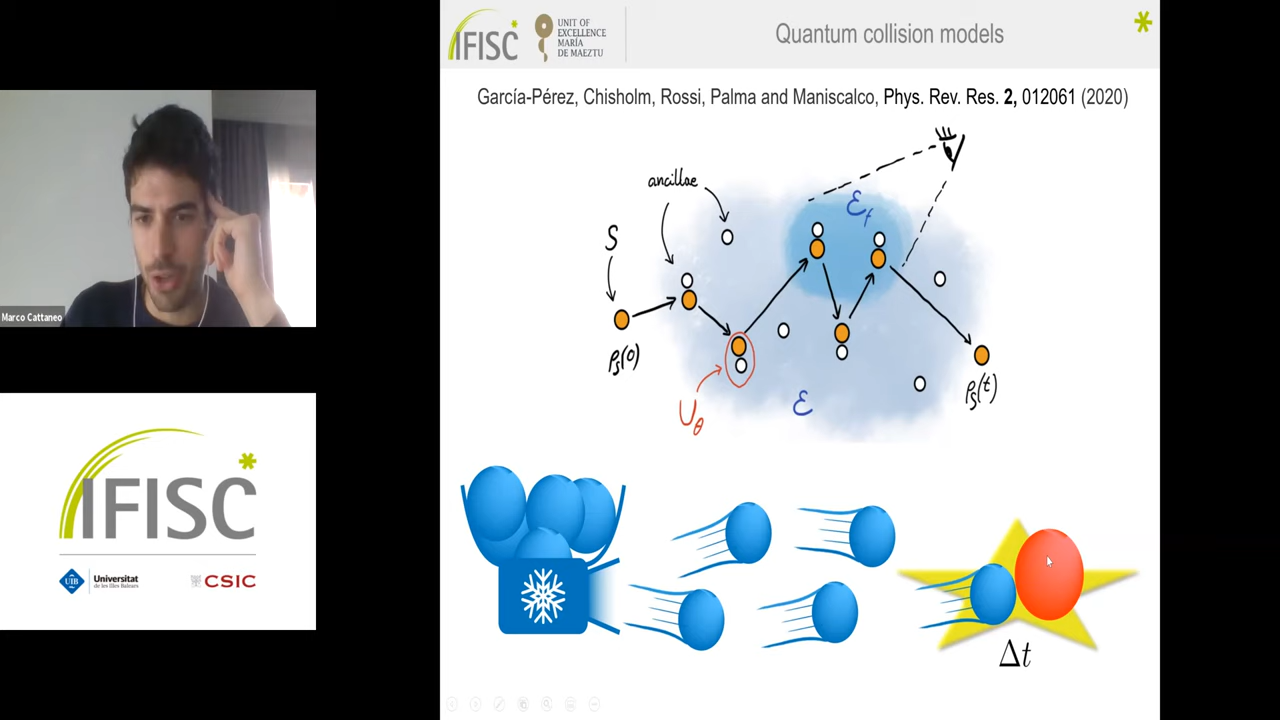 Marco Cattaneo
IFISC
UIB Universitat
de les Illes Balears
CSIC
IFISC
UNIT OF
EXCELLENCE
MARÍA
DE MAEZTU
Quantum collision models
García-Pérez, Chisholm, Rossi, Palma and Maniscalco, Phys. Rev. Res. 2, 012061 (2020)
ancillae
S
ρS(0)
Uθ
ℰf
ℰ
ρS(t)
Δt